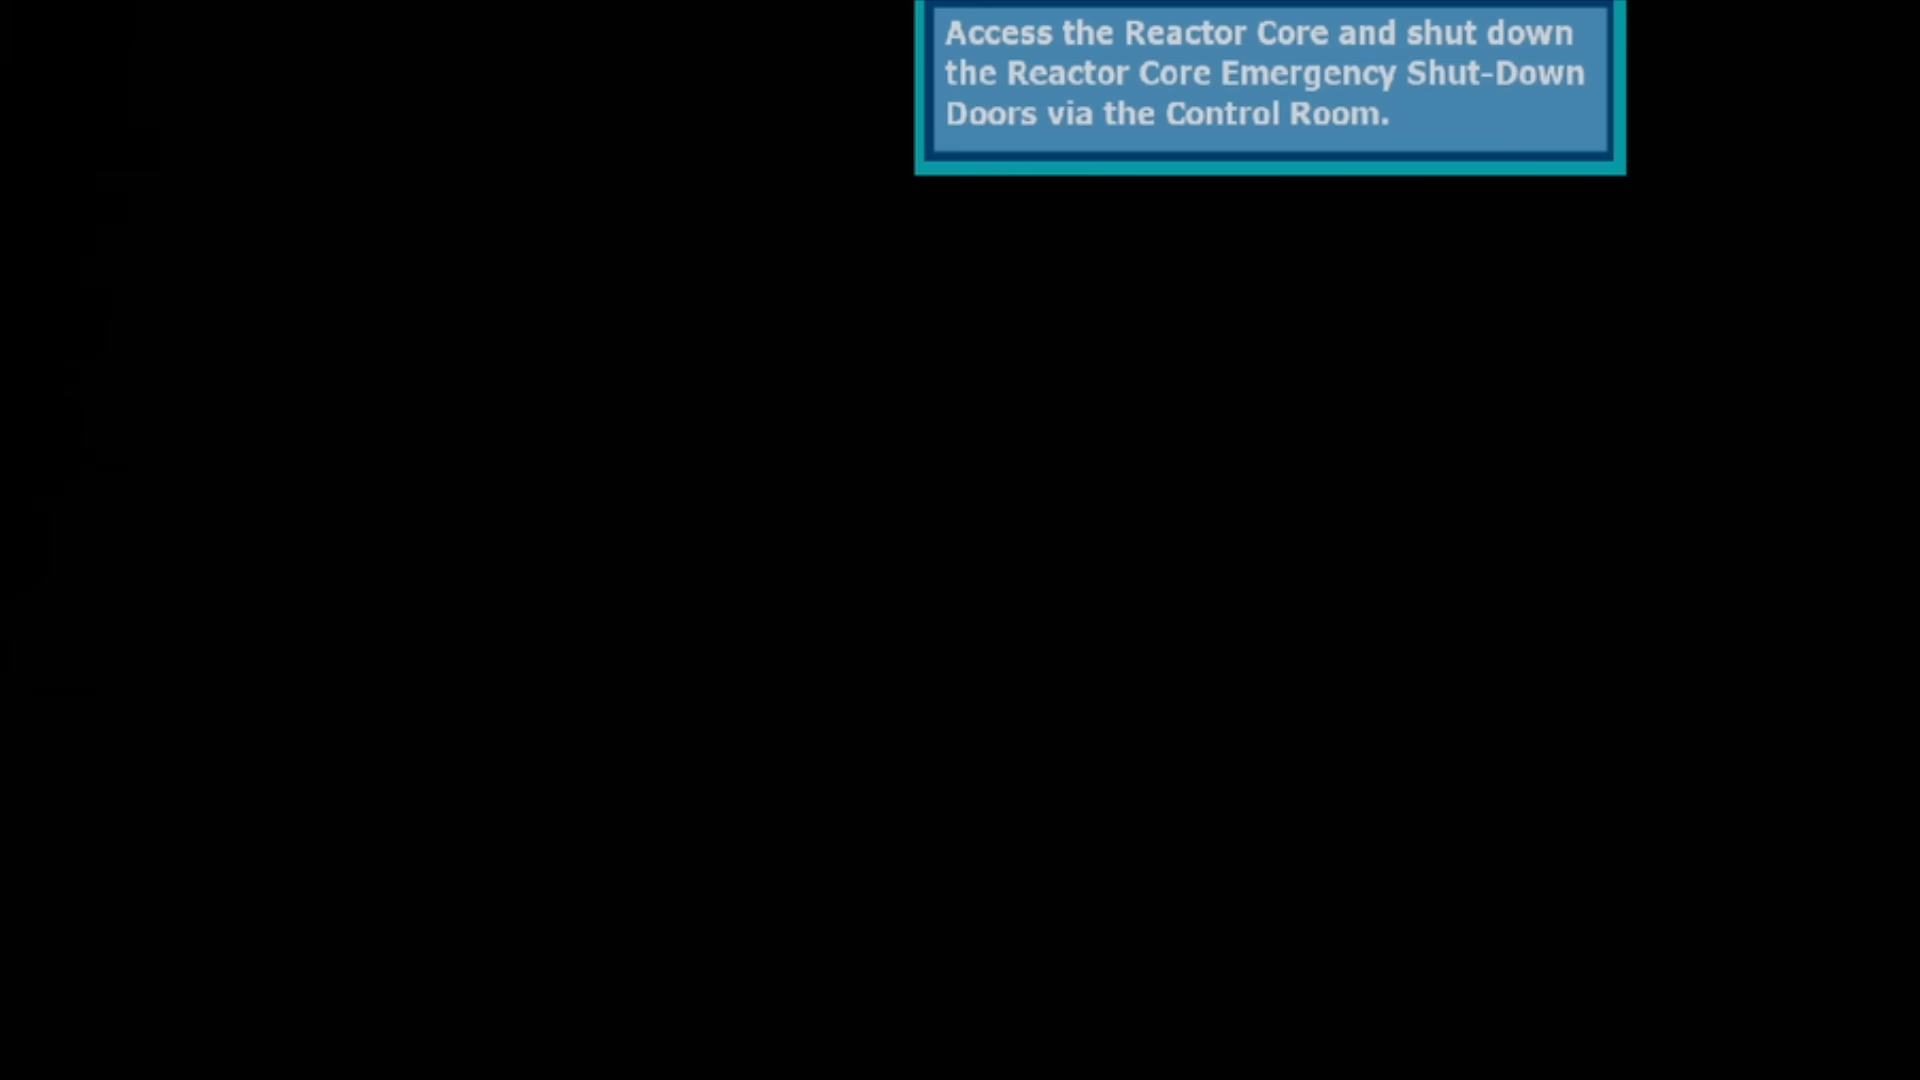 Access the Reactor Core and shut down
the Reactor Core Emergency Shut-Down
Doors via the Control Room.